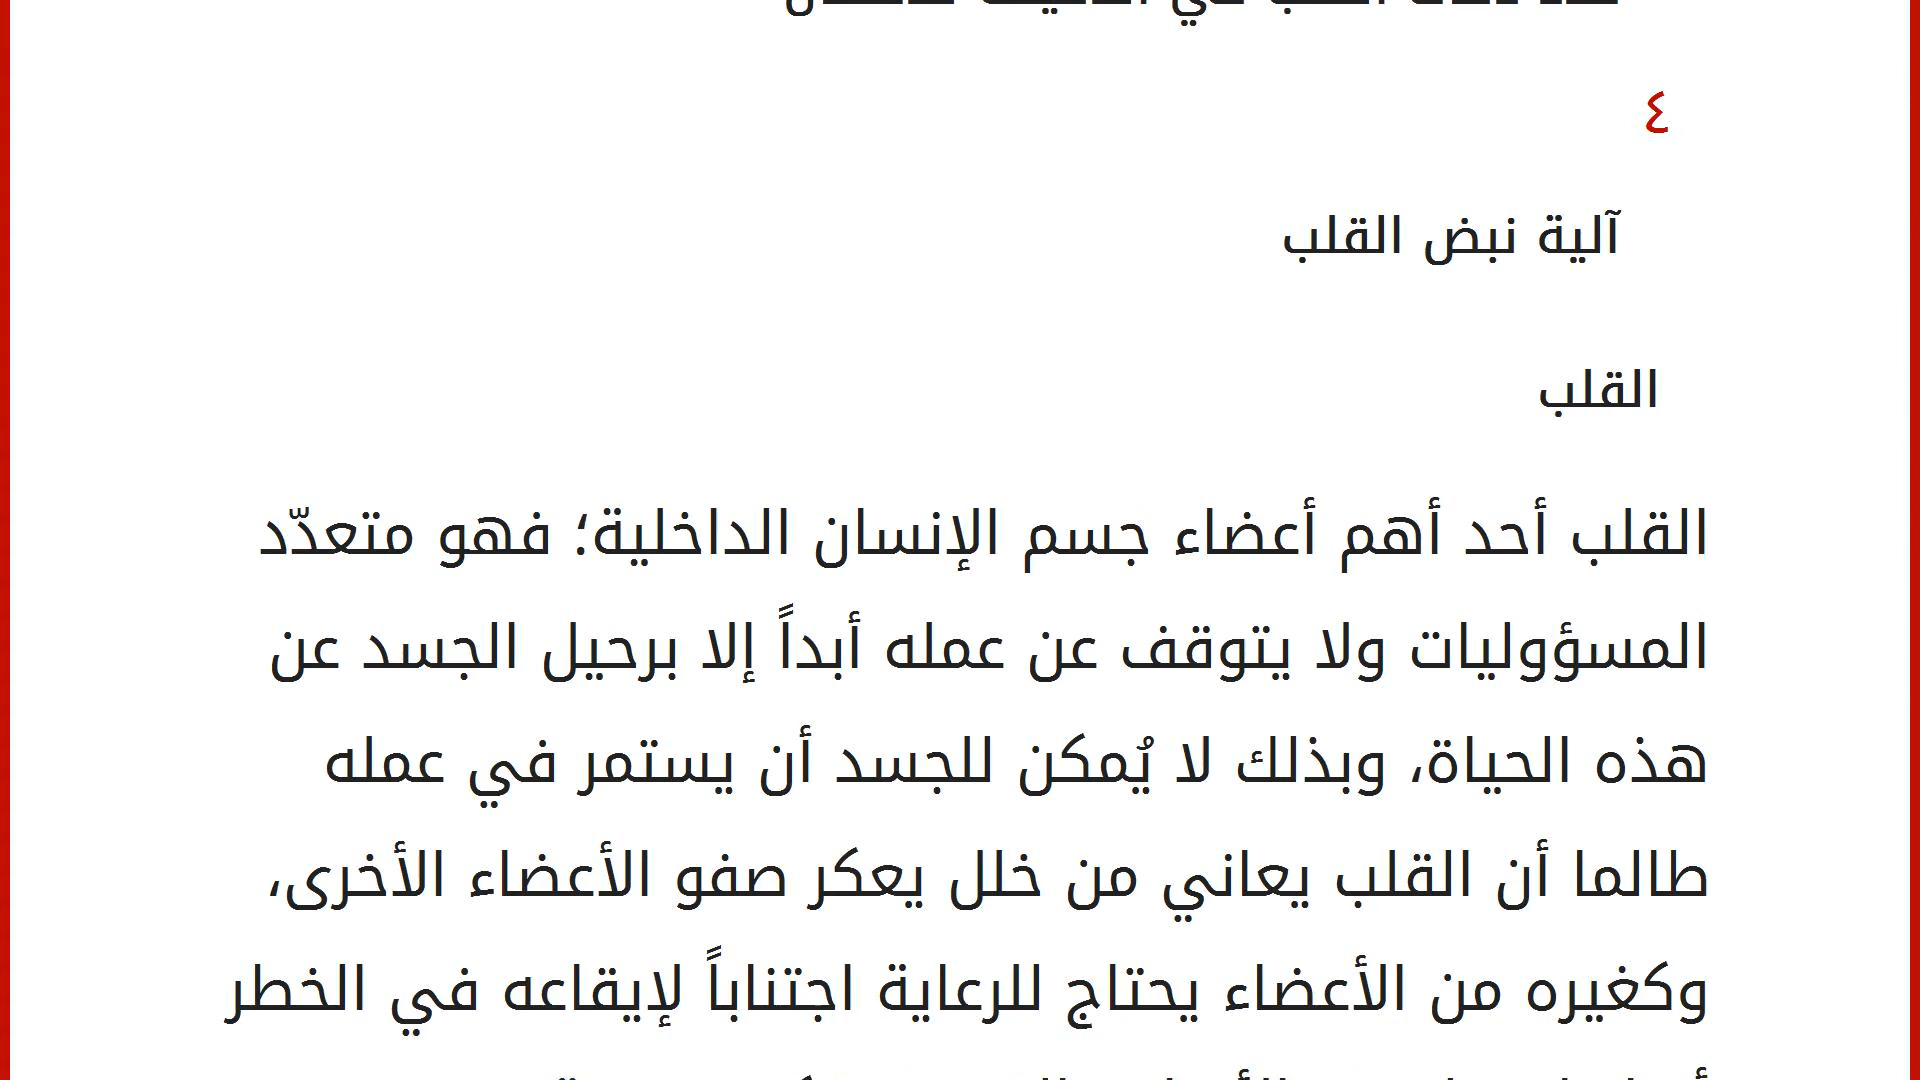 ٤
آلية نبض القلب
القلب
القلب أحد أهم أعضاء جسم الإنسان الداخلية؛ فهو متعدّد
المسؤوليات ولا يتوقف عن عمله أبداً إلا برحيل الجسد عن
هذه الحياة، وبذلك لا يُمكن للجسد أن يستمر في عمله
طالما أن القلب يعاني من خلل يعكر صفو الأعضاء الأخرى،
وكغيره من الأعضاء يحتاج للرعاية اجتناباً لإيقاعه في الخطر